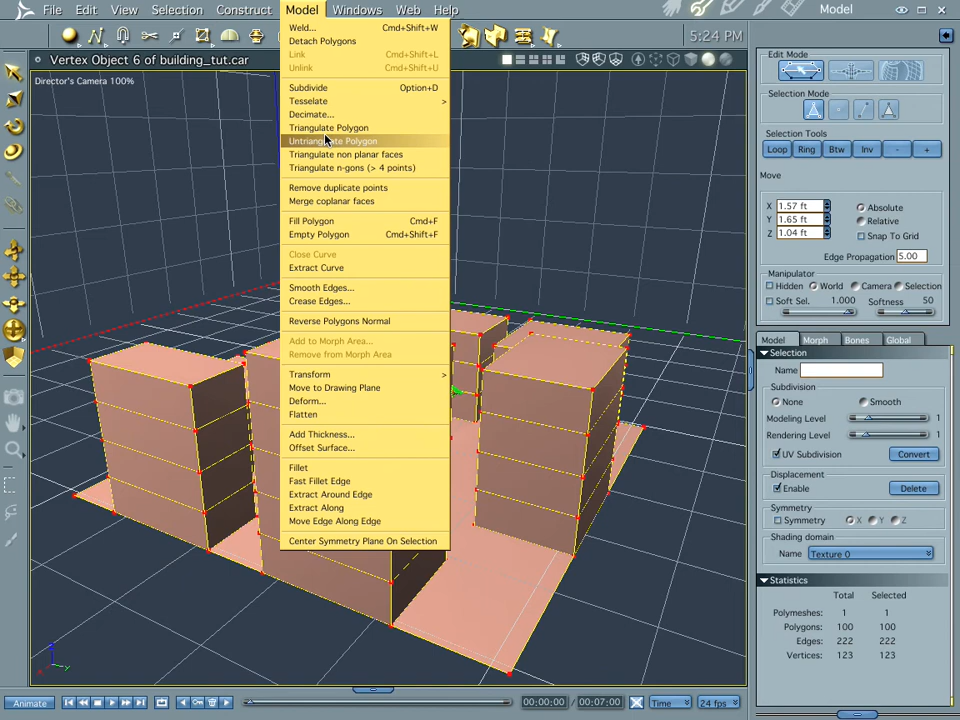 File Edit View Selection Construct Model Windows Web Help
Model
5:24 PM
Vertex Object 6 of building_tut.car
Director's Camera 100%
Weld... Cmd+Shift+W
Detach Polygons
Link Cmd+Shift+L
Unlink Cmd+Shift+U
Subdivide Option+D
Tesselate >
Decimate...
Triangulate Polygon
Untriangulate Polygon
Triangulate non planar faces
Triangulate n-gons (> 4 points)
Remove duplicate points
Merge coplanar faces
Fill Polygon Cmd+F
Empty Polygon Cmd+Shift+F
Close Curve
Extract Curve
Smooth Edges...
Crease Edges...
Reverse Polygons Normal
Add to Morph Area...
Remove from Morph Area
Transform >
Move to Drawing Plane
Deform...
Flatten
Add Thickness...
Offset Surface...
Fillet
Fast Fillet Edge
Extract Around Edge
Extract Along
Move Edge Along Edge
Center Symmetry Plane On Selection
Edit Mode
Selection Mode
Selection Tools
Loop Ring Btw Inv - +
Move
X 1.57 ft Absolute
Y 1.65 ft Relative
Z 1.04 ft Snap To Grid
Edge Propagation 5.00
Manipulator
Hidden World Camera Selection
Soft Sel. 1.000 Softness 50
Model Morph Bones Global
Selection
Name
Subdivision
None Smooth
Modeling Level 1
Rendering Level 1
UV Subdivision Convert
Displacement
Enable Delete
Symmetry
Symmetry X Y Z
Shading domain
Name Texture 0
Statistics
Total Selected
Polymeshes: 1 1
Polygons: 100 100
Edges: 222 222
Vertices: 123 123
Animate 00:00:00 / 00:07:00 Time 24 fps